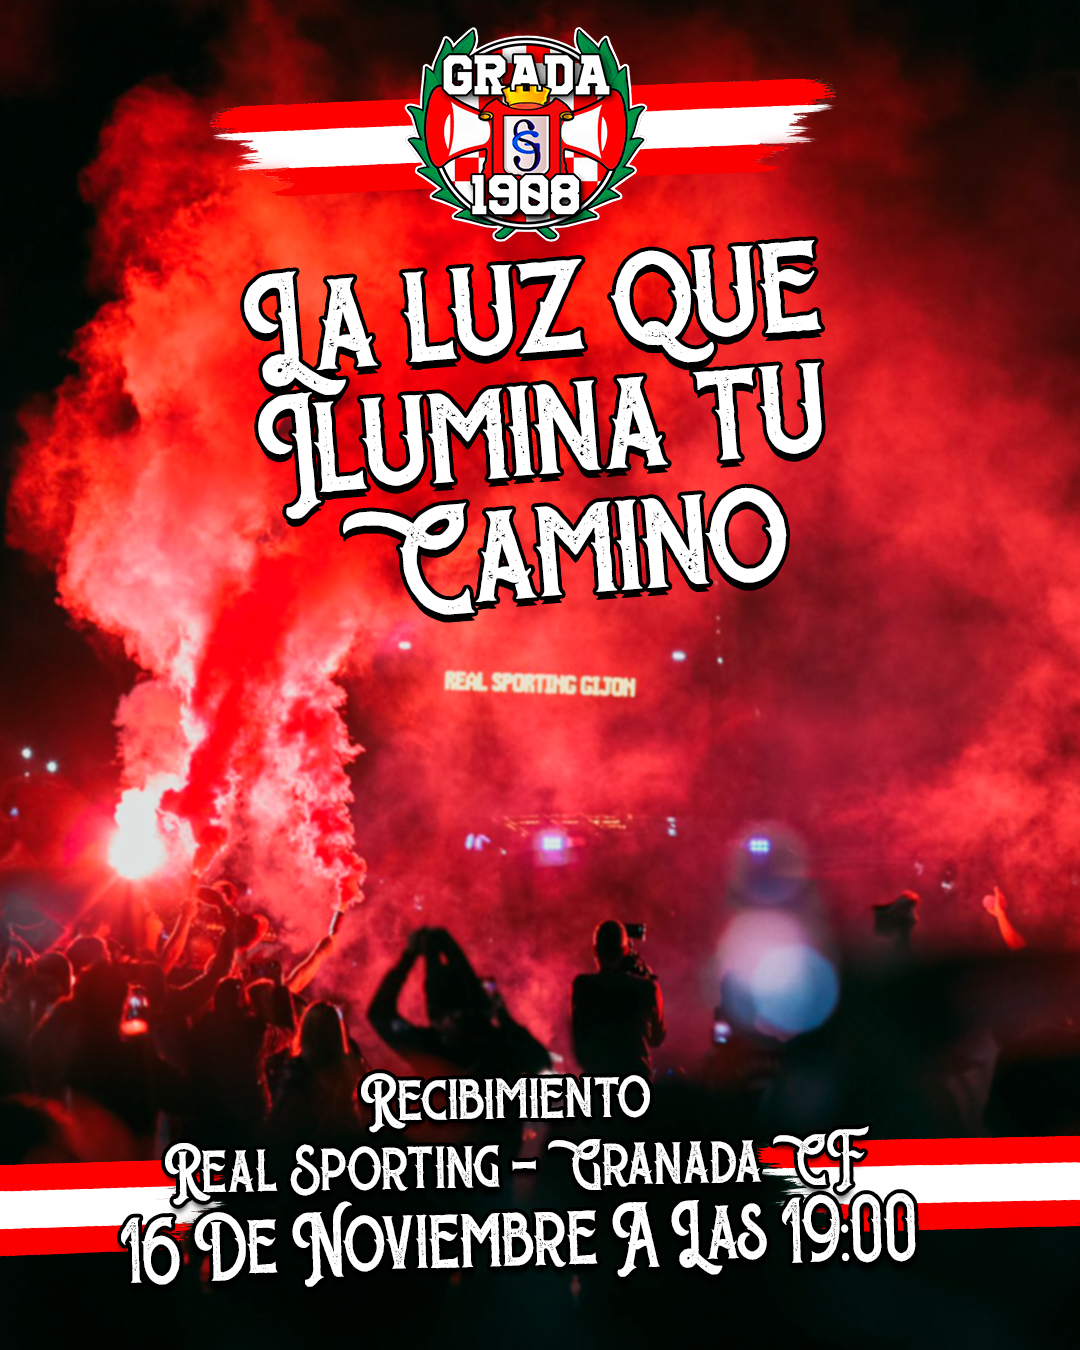 GRADA
1908
La luz que
Ilumina tu
Camino
REAL SPORTING GIJON
Recibimiento
Real Sporting - Granada CF
16 De Noviembre A Las 19:00